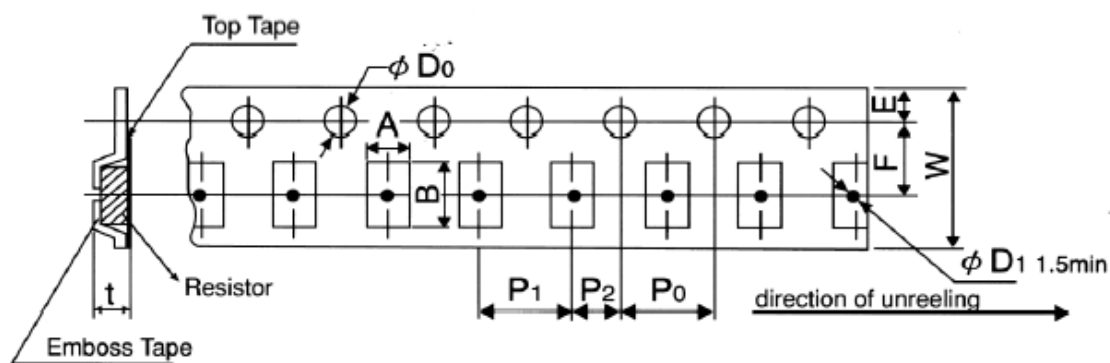 Top Tape
φ D0
A
B
E
F
W
φ D1 1.5min
Resistor
t
P1
P2
P0
direction of unreeling
Emboss Tape